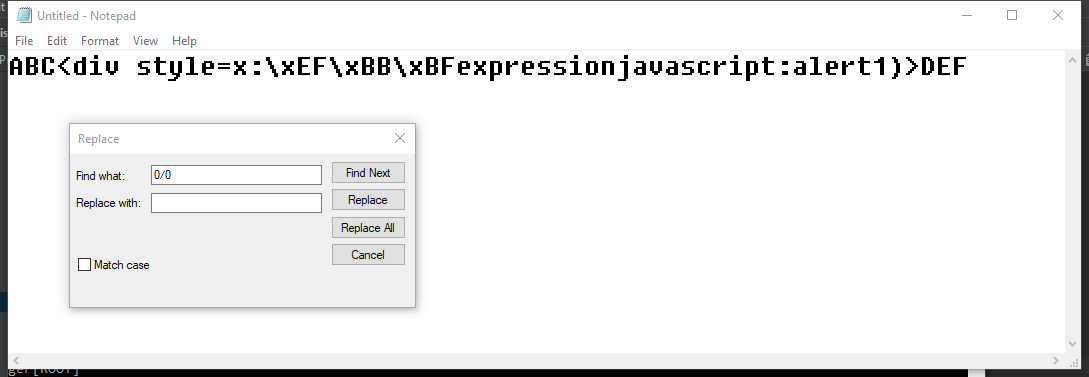 Untitled - Notepad
File Edit Format View Help
ABC<div style=x:\xEF\xBB\xBFexpressionjavascript:alert1)>DEF
Replace
Find what: 0/0 Find Next
Replace with: Replace
Replace All
Cancel
Match case